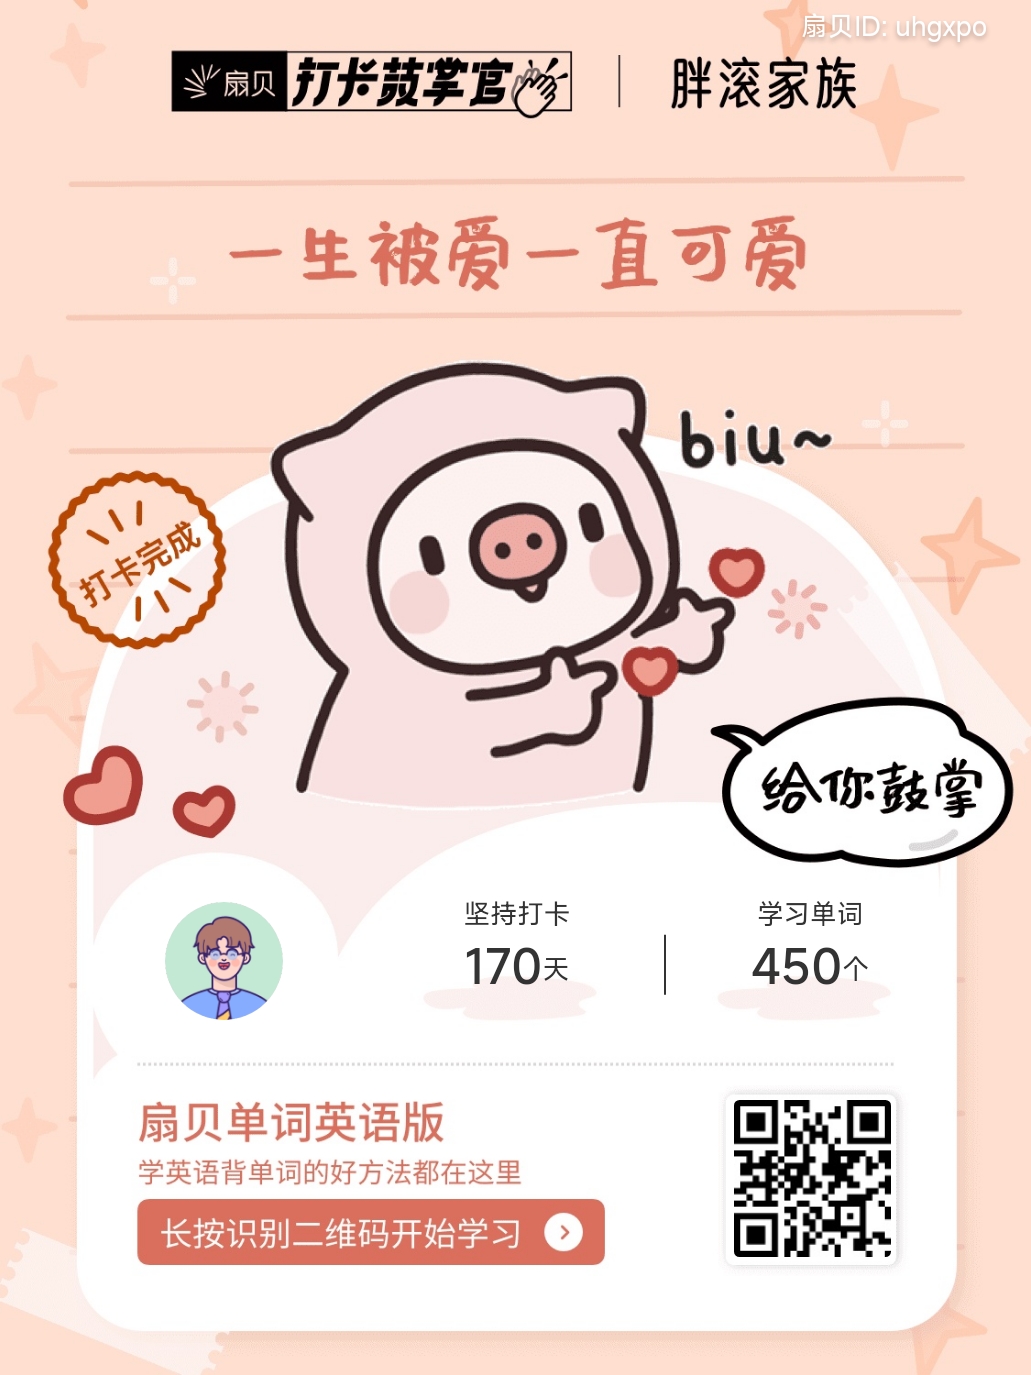 扇贝ID: uhgxpo
扇贝 打卡鼓掌官 | 胖滚家族
一生被爱一直可爱
biu~
打卡完成
给你鼓掌
坚持打卡 学习单词
170天 450个
扇贝单词英语版
学英语背单词的好方法都在这里
长按识别二维码开始学习